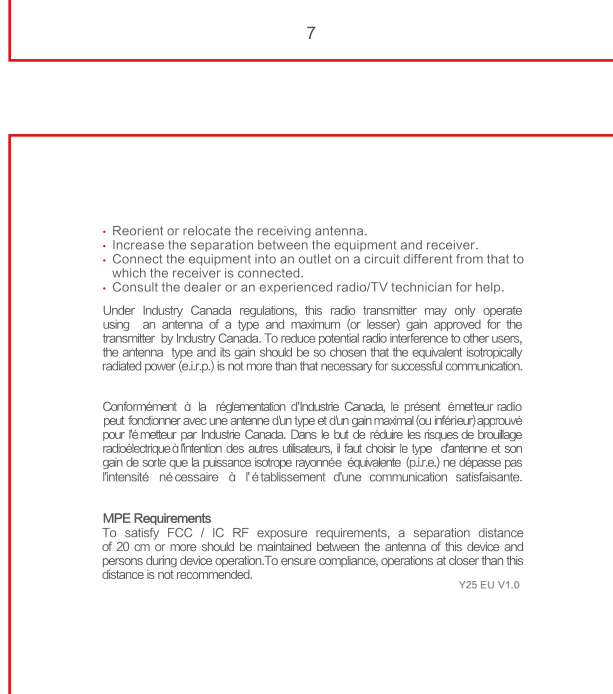 7
• Reorient or relocate the receiving antenna.
• Increase the separation between the equipment and receiver.
• Connect the equipment into an outlet on a circuit different from that to
which the receiver is connected.
• Consult the dealer or an experienced radio/TV technician for help.
Under Industry Canada regulations, this radio transmitter may only operate
using an antenna of a type and maximum (or lesser) gain approved for the
transmitter by Industry Canada. To reduce potential radio interference to other users,
the antenna type and its gain should be so chosen that the equivalent isotropically
radiated power (e.i.r.p.) is not more than that necessary for successful communication.
Conformément à la réglementation d'Industrie Canada, le présent émetteur radio
peut fonctionner avec une antenne d'un type et d'un gain maximal (ou inférieur) approuvé
pour l'émetteur par Industrie Canada. Dans le but de réduire les risques de brouillage
radioélectrique à l'intention des autres utilisateurs, il faut choisir le type d'antenne et son
gain de sorte que la puissance isotrope rayonnée équivalente (p.i.r.e.) ne dépasse pas
l'intensité nécessaire à l'établissement d'une communication satisfaisante.
MPE Requirements
To satisfy FCC / IC RF exposure requirements, a separation distance
of 20 cm or more should be maintained between the antenna of this device and
persons during device operation.To ensure compliance, operations at closer than this
distance is not recommended.
Y25 EU V1.0